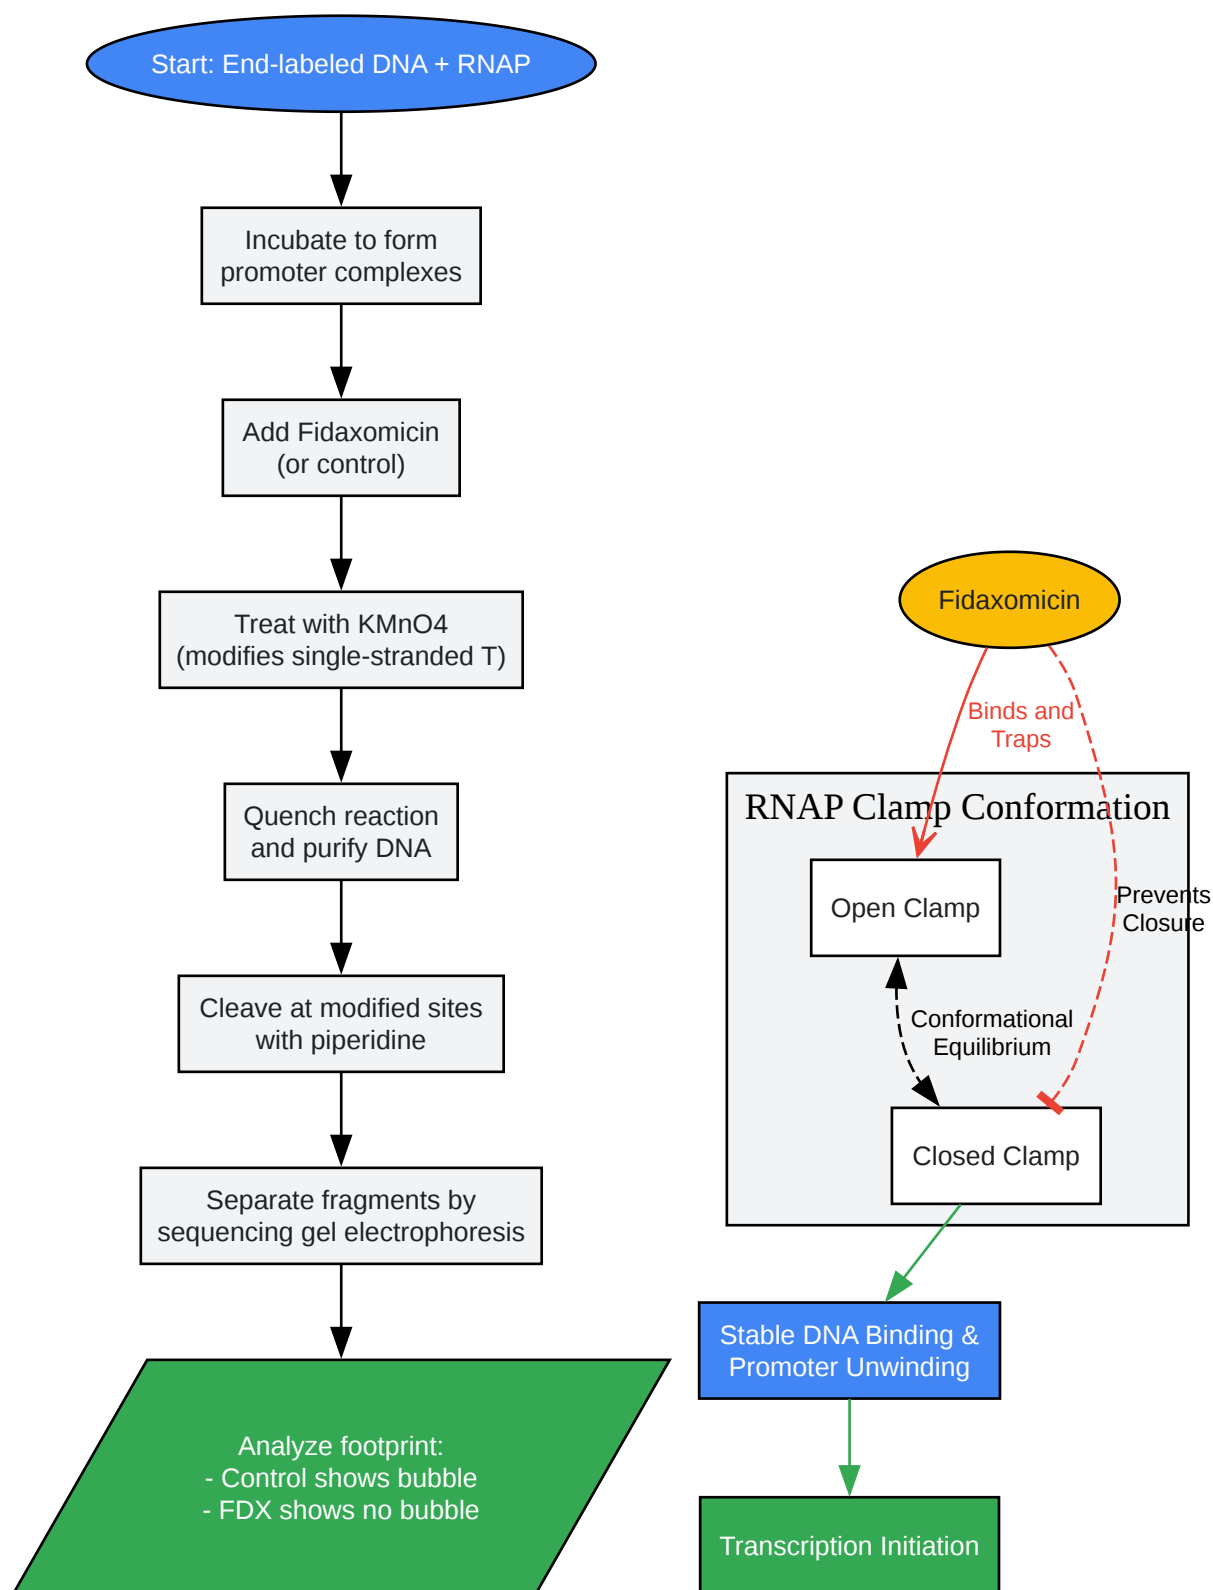 Start: End-labeled DNA + RNAP
Incubate to form
promoter complexes
Add Fidaxomicin
(or control)
Treat with KMnO4
(modifies single-stranded T)
Quench reaction
and purify DNA
Cleave at modified sites
with piperidine
Separate fragments by
sequencing gel electrophoresis
Analyze footprint:
- Control shows bubble
- FDX shows no bubble
Fidaxomicin
Binds and
Traps
RNAP Clamp Conformation
Open Clamp
Prevents
Closure
Conformational
Equilibrium
Closed Clamp
Stable DNA Binding &
Promoter Unwinding
Transcription Initiation